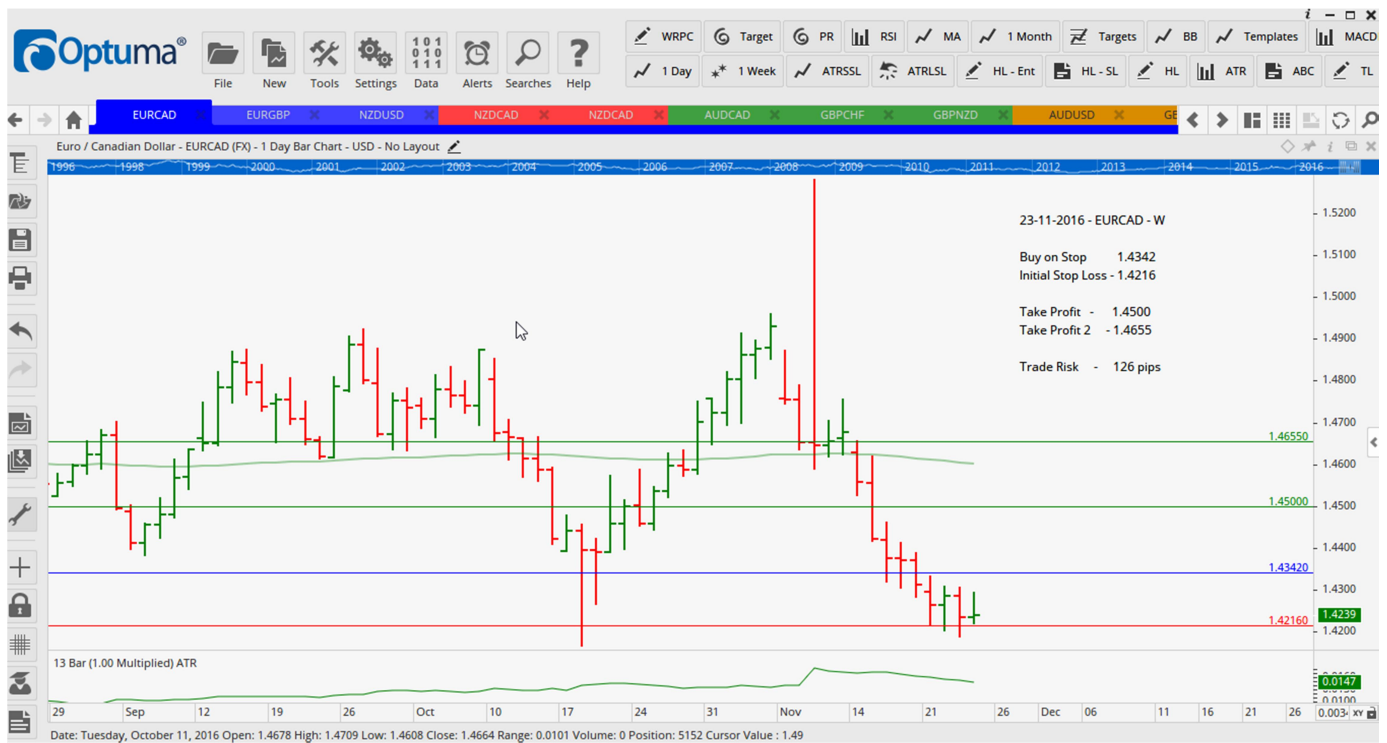 Optuma®
File New Tools Settings Data Alerts Searches Help
WRPC Target PR RSI MA 1 Month Targets BB Templates MACD
1 Day 1 Week ATRSSL ATRLSL HL - Ent HL - SL HL ATR ABC TL
EURCAD EURGBP NZDUSD NZDCAD NZDCAD AUDCAD GBPCHF GBPNZD AUDUSD GE
Euro / Canadian Dollar - EURCAD (FX) - 1 Day Bar Chart - USD - No Layout
1996 1998 1999 2000 2001 2002 2003 2004 2005 2006 2007 2008 2009 2010 2011 2012 2013 2014 2015 2016
23-11-2016 - EURCAD - W
Buy on Stop 1.4342
Initial Stop Loss - 1.4216
Take Profit - 1.4500
Take Profit 2 - 1.4655
Trade Risk - 126 pips
1.5200
1.5100
1.5000
1.4900
1.4800
1.4700
1.46550
1.4600
1.45000
1.4500
1.4400
1.43420
1.4300
1.4239
1.42160
1.4200
13 Bar (1.00 Multiplied) ATR
0.0147
0.0100
29 Sep 12 19 26 Oct 10 17 24 31 Nov 14 21 26 Dec 06 11 16 21 26 0.003 XY
Date: Tuesday, October 11, 2016 Open: 1.4678 High: 1.4709 Low: 1.4608 Close: 1.4664 Range: 0.0101 Volume: 0 Position: 5152 Cursor Value : 1.49